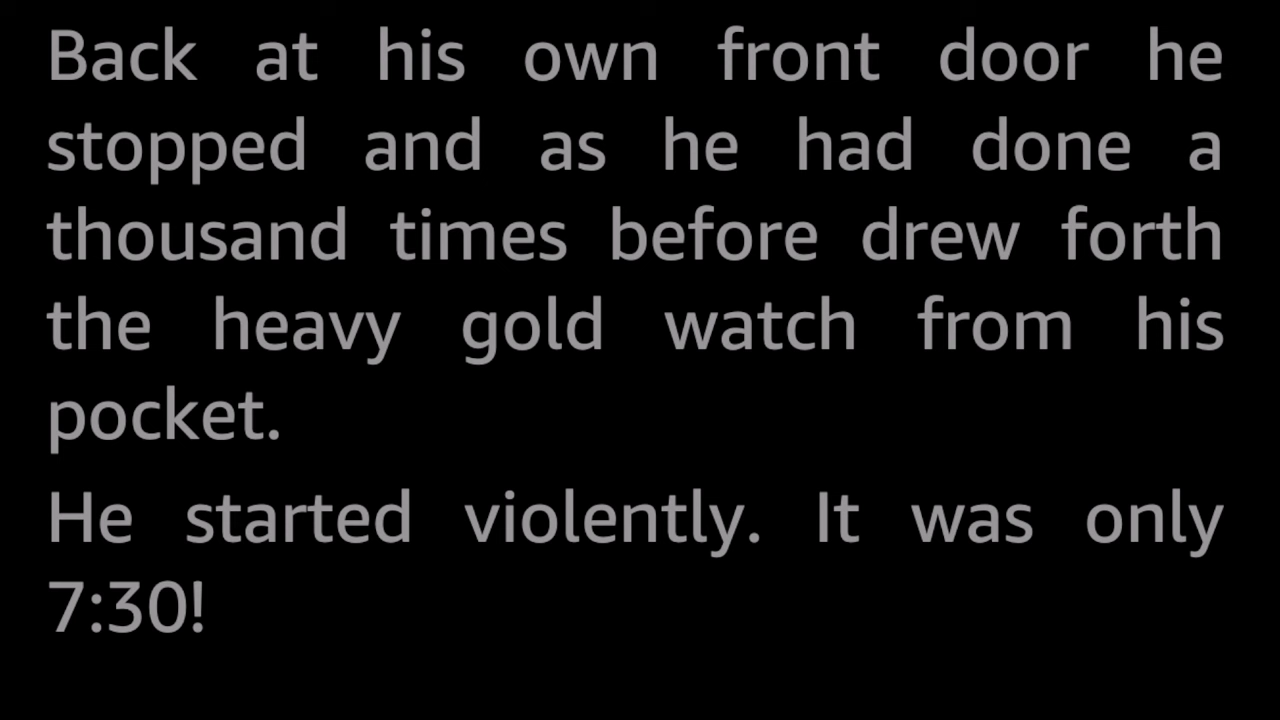 Back at his own front door he
stopped and as he had done a
thousand times before drew forth
the heavy gold watch from his
pocket.
He started violently. It was only
7:30!